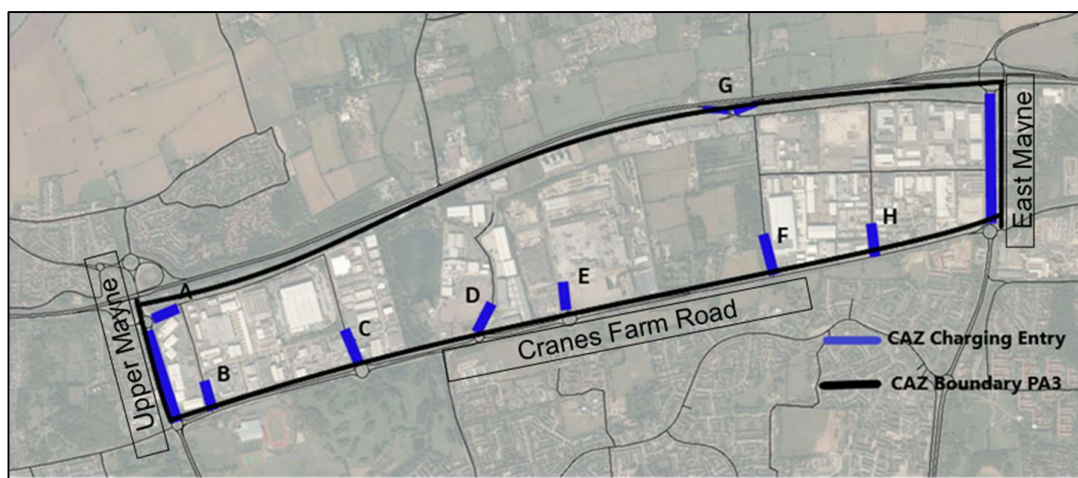 G
East Mayne
H
F
A
E
D
Upper Mayne
C
Cranes Farm Road
CAZ Charging Entry
B
CAZ Boundary PA3